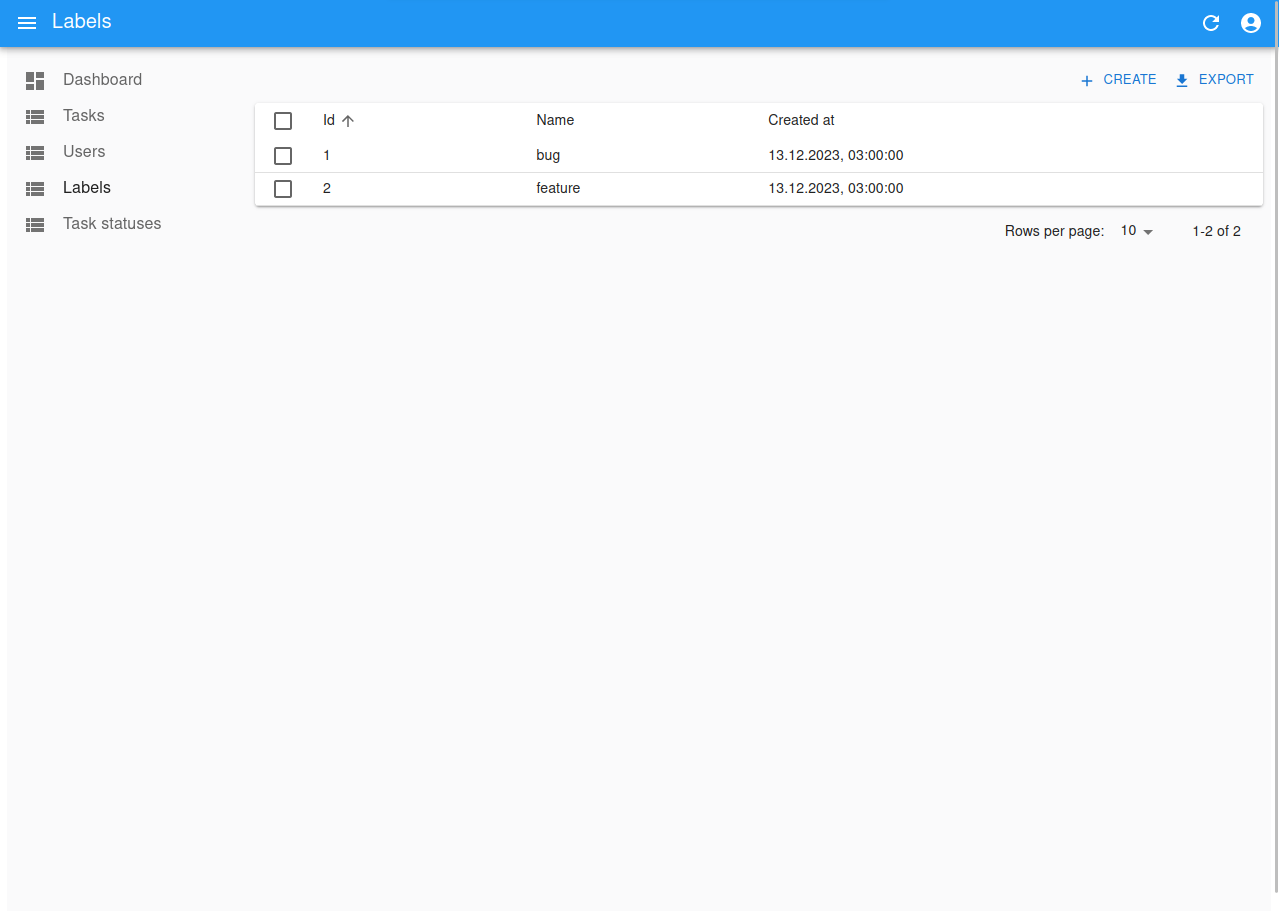 Labels
Dashboard
Tasks
Users
Labels
Task statuses
CREATE EXPORT
Id Name Created at
1 bug 13.12.2023, 03:00:00
2 feature 13.12.2023, 03:00:00
Rows per page: 10 1-2 of 2